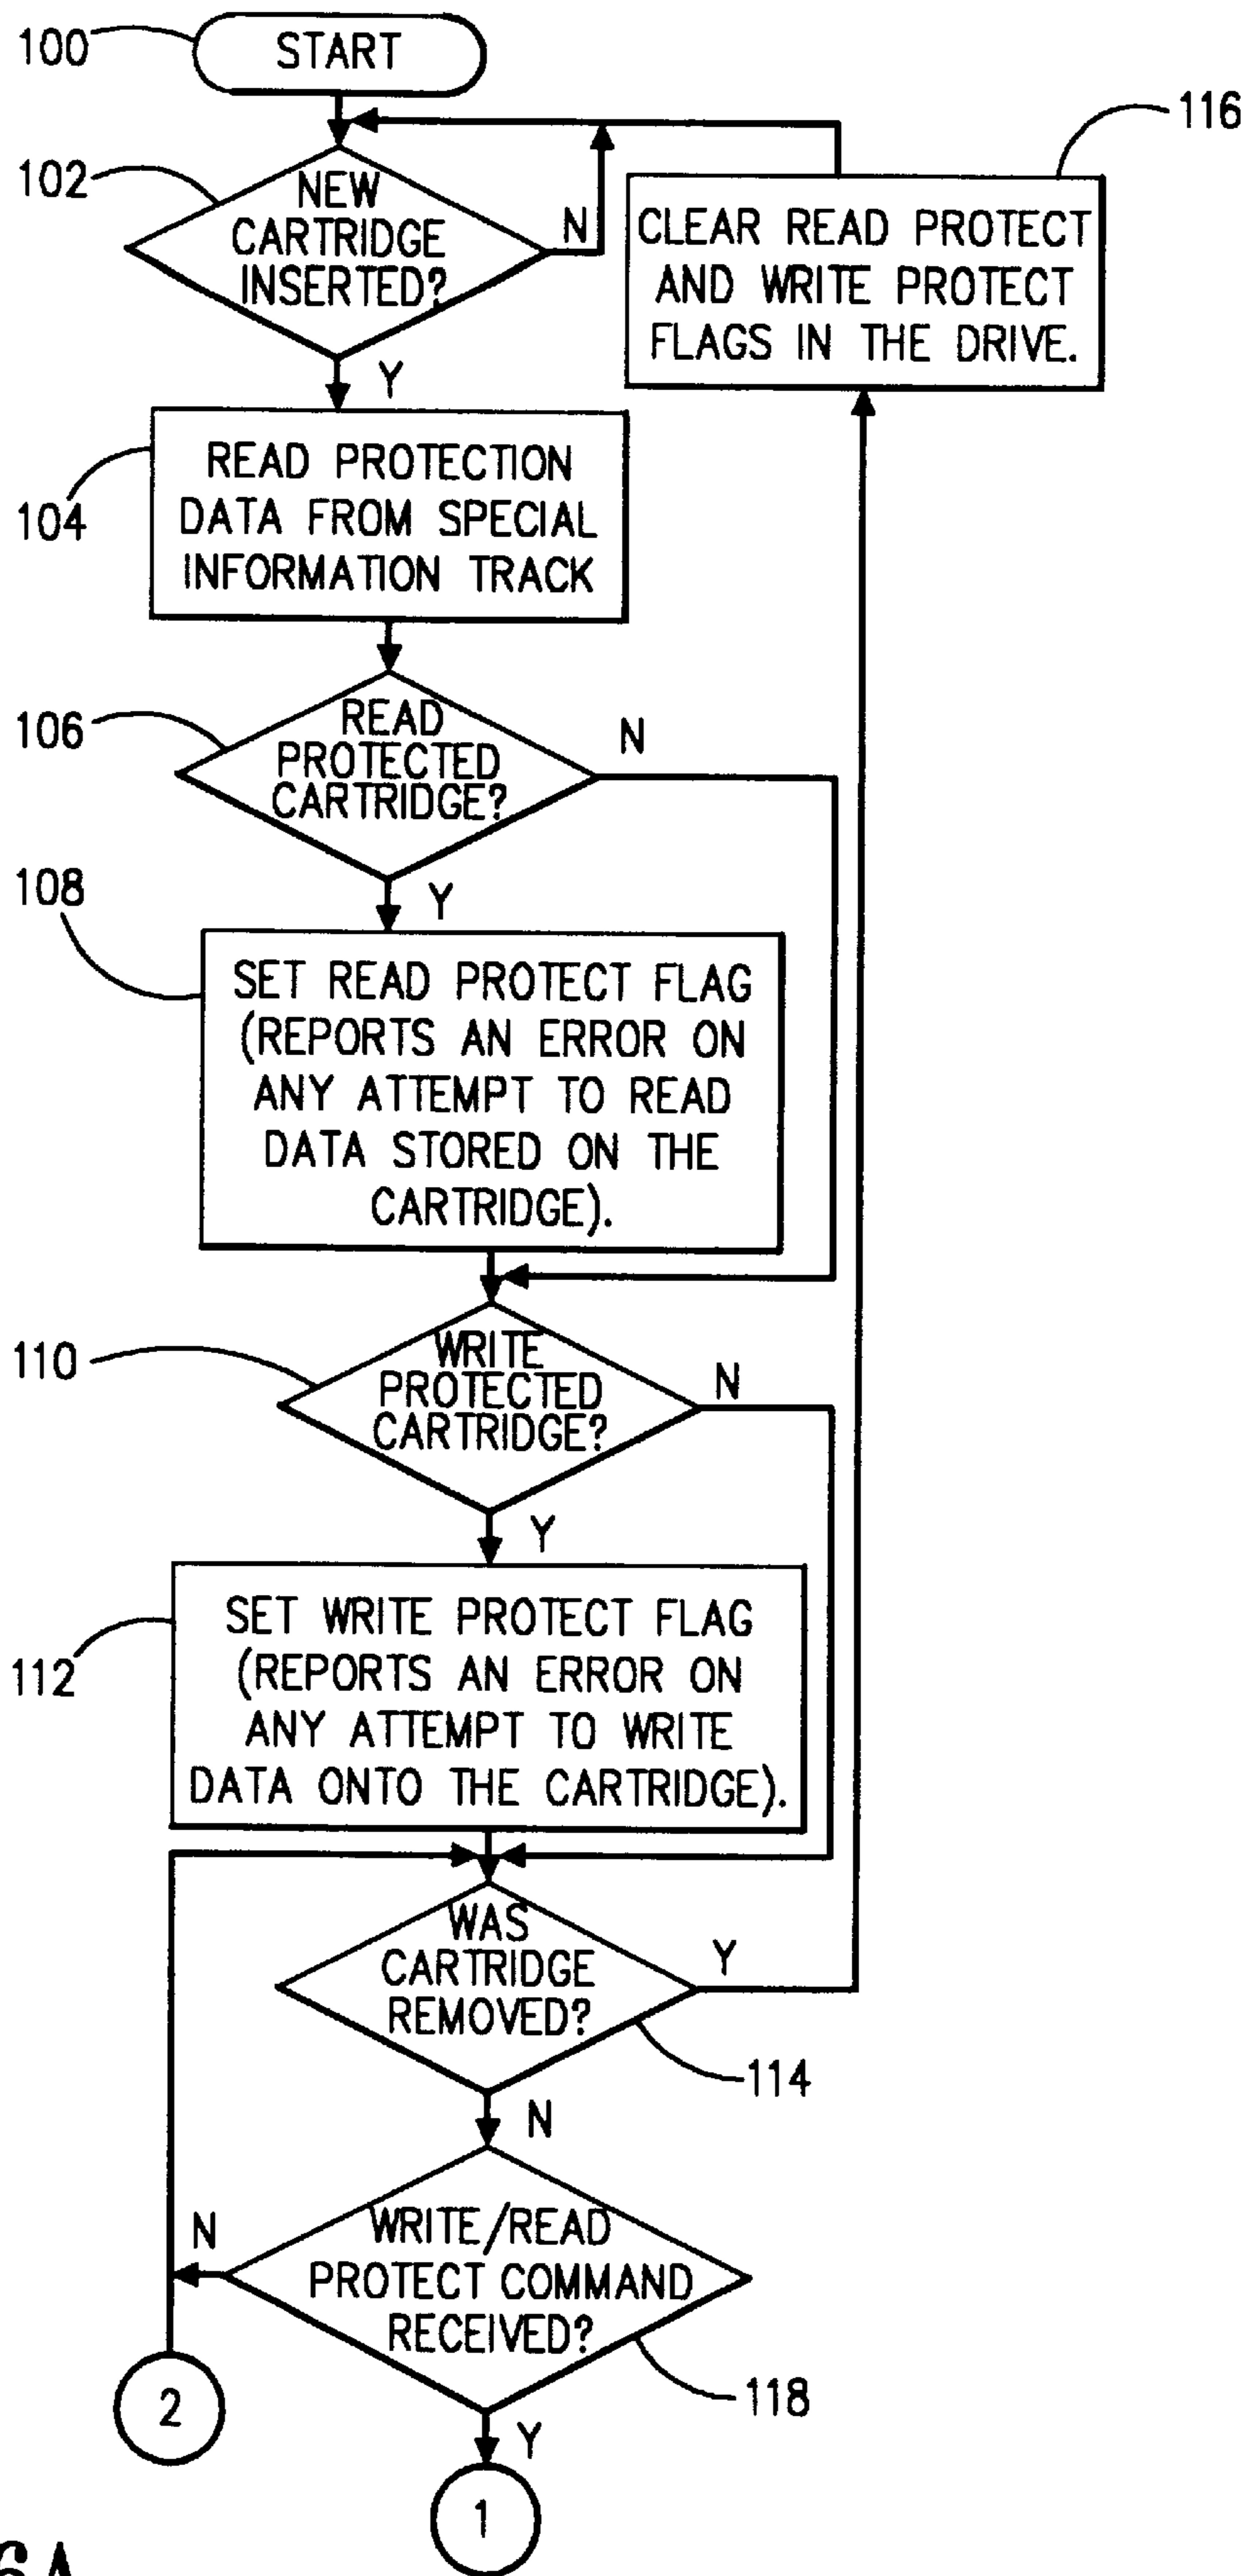 100
START
116
102
NEW
CARTRIDGE
INSERTED?
N
Y
CLEAR READ PROTECT
AND WRITE PROTECT
FLAGS IN THE DRIVE.
104
READ PROTECTION
DATA FROM SPECIAL
INFORMATION TRACK
106
READ
PROTECTED
CARTRIDGE?
N
Y
108
SET READ PROTECT FLAG
(REPORTS AN ERROR ON
ANY ATTEMPT TO READ
DATA STORED ON THE
CARTRIDGE).
110
WRITE
PROTECTED
CARTRIDGE?
N
Y
112
SET WRITE PROTECT FLAG
(REPORTS AN ERROR ON
ANY ATTEMPT TO WRITE
DATA ONTO THE CARTRIDGE).
WAS
CARTRIDGE
REMOVED?
Y
114
N
WRITE/READ
PROTECT COMMAND
RECEIVED?
N
118
Y
2
1
6A